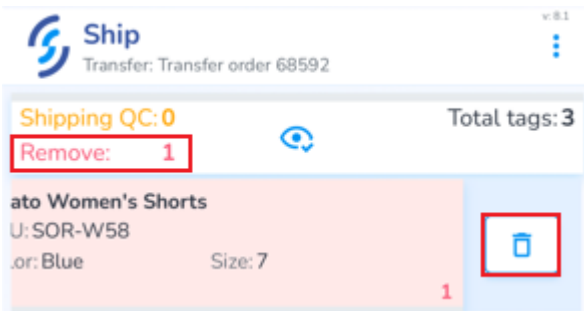 v: 8.1
Ship
Transfer: Transfer order 68592
Shipping QC: 0
Total tags: 3
Remove: 1
ato Women's Shorts
U: SOR-W58
or: Blue Size: 7
1